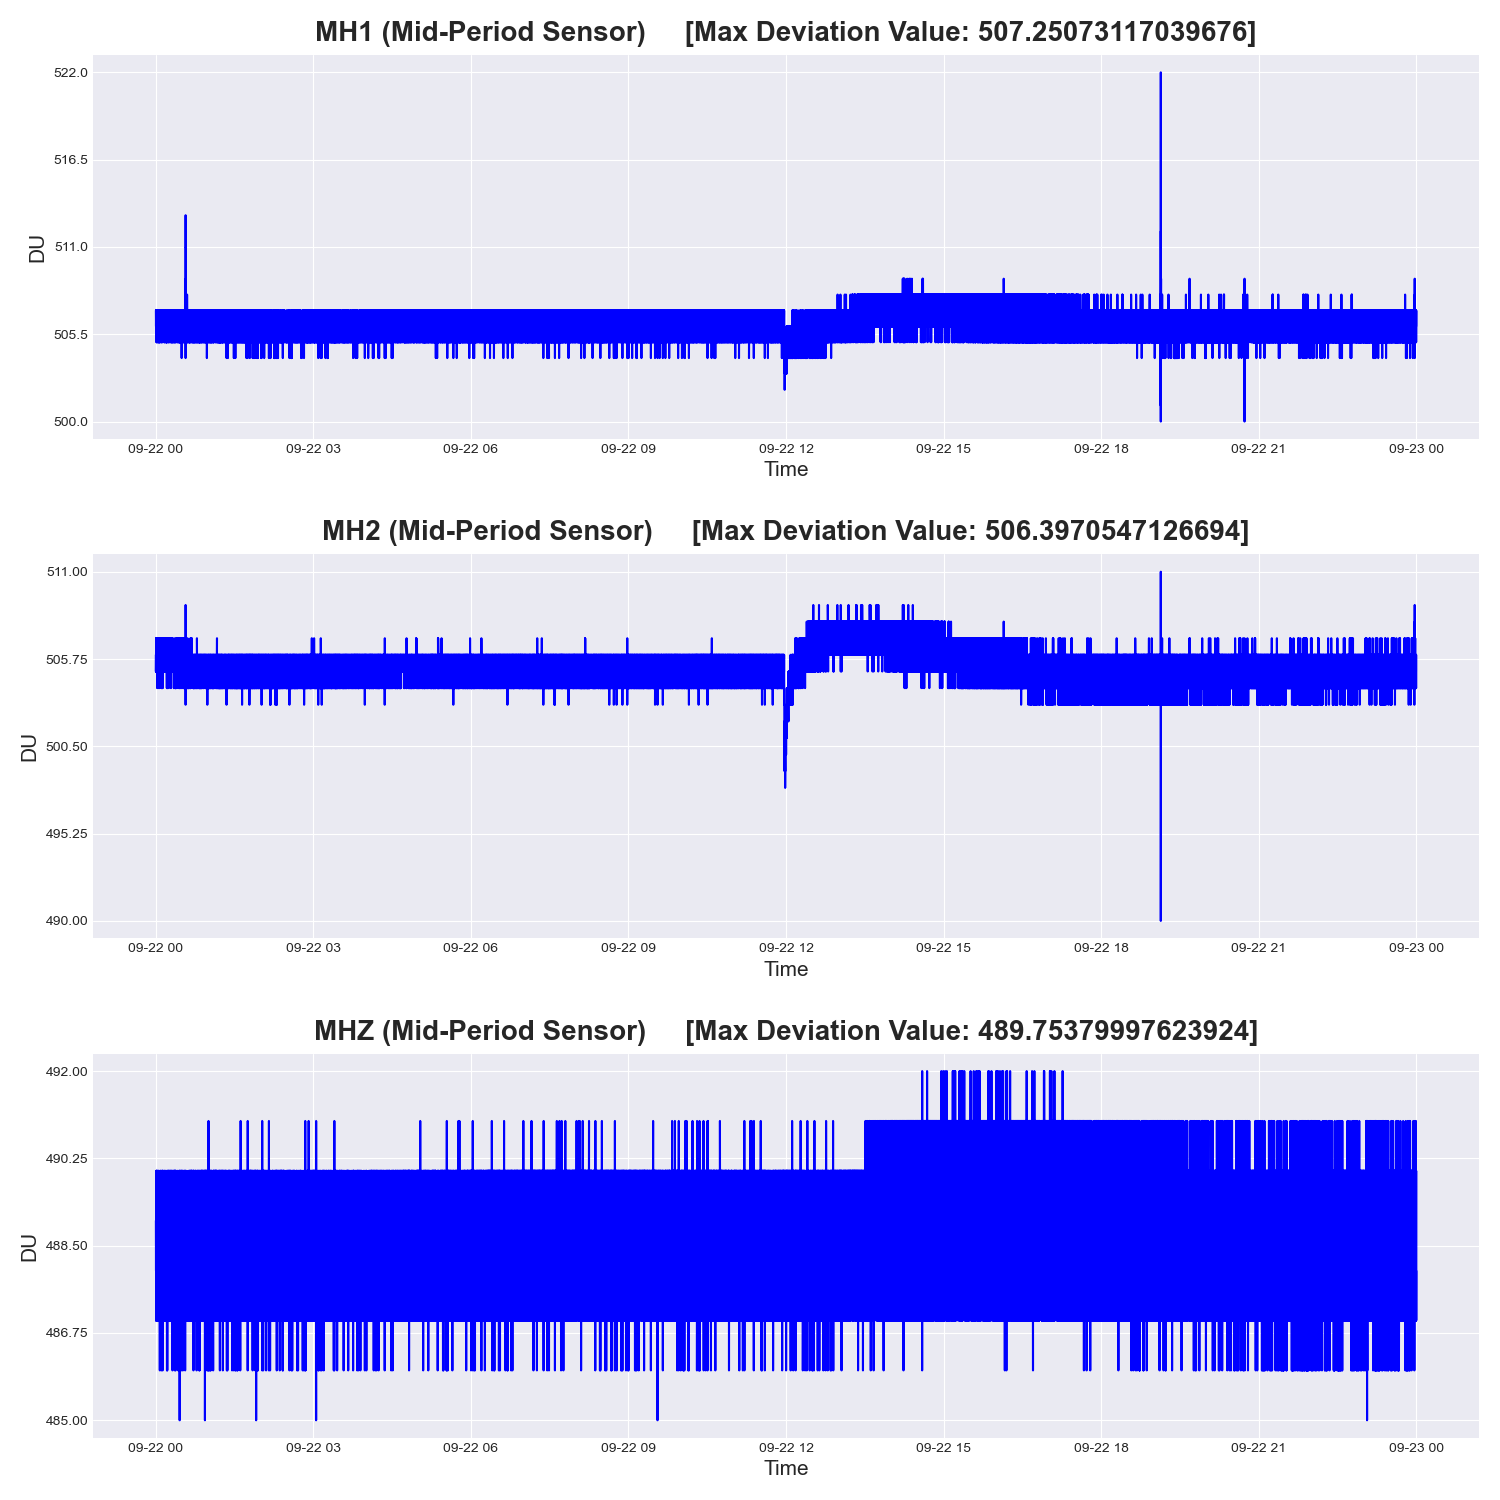 MH1 (Mid-Period Sensor) [Max Deviation Value: 507.25073117039676]
522.0
516.5
511.0
505.5
500.0
DU
09-22 00 09-22 03 09-22 06 09-22 09 09-22 12 09-22 15 09-22 18 09-22 21 09-23 00
Time
MH2 (Mid-Period Sensor) [Max Deviation Value: 506.3970547126694]
511.00
505.75
500.50
495.25
490.00
DU
09-22 00 09-22 03 09-22 06 09-22 09 09-22 12 09-22 15 09-22 18 09-22 21 09-23 00
Time
MHZ (Mid-Period Sensor) [Max Deviation Value: 489.75379997623924]
492.00
490.25
488.50
486.75
485.00
DU
09-22 00 09-22 03 09-22 06 09-22 09 09-22 12 09-22 15 09-22 18 09-22 21 09-23 00
Time